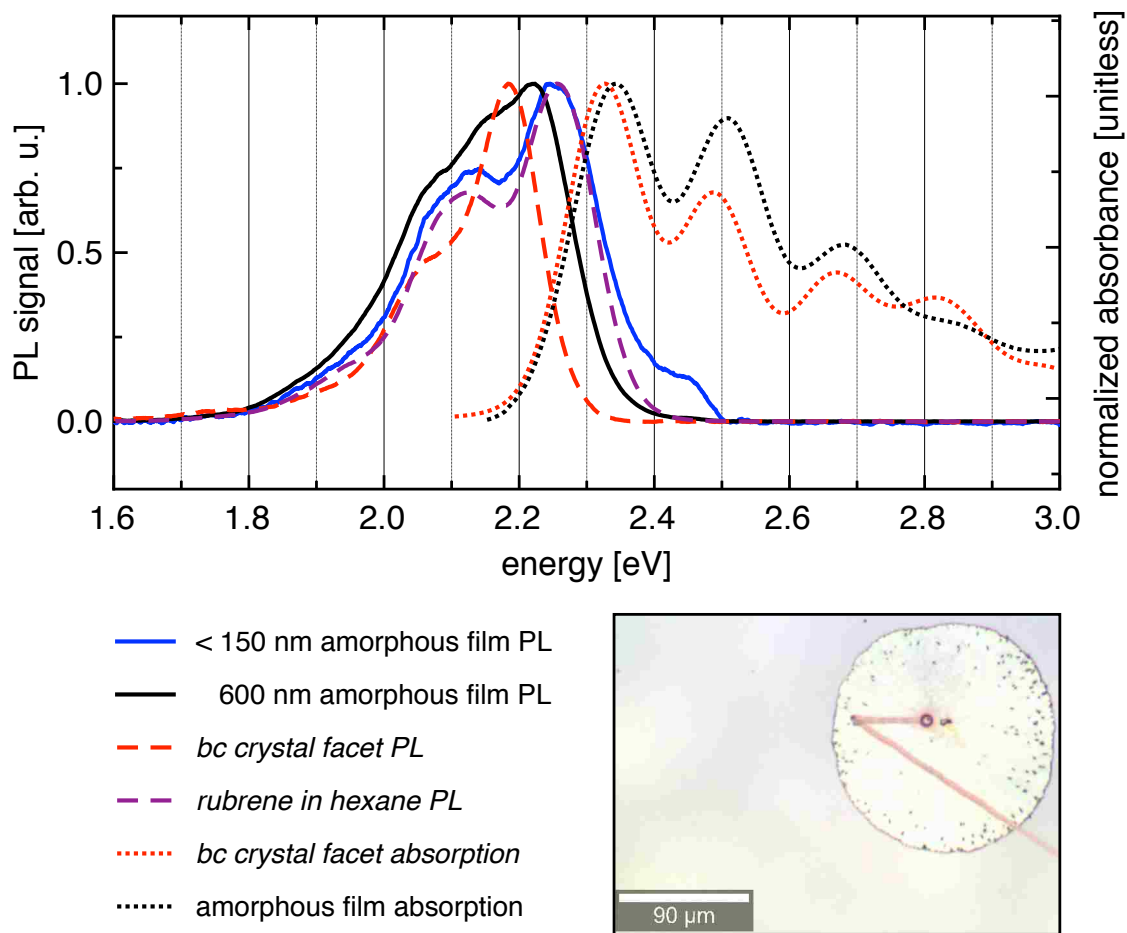 PL signal [arb. u.]
1.0
0.5
0.0
normalized absorbance [unitless]
1.6 1.8 2.0 2.2 2.4 2.6 2.8 3.0
energy [eV]
< 150 nm amorphous film PL
600 nm amorphous film PL
bc crystal facet PL
rubrene in hexane PL
bc crystal facet absorption
amorphous film absorption
90 µm